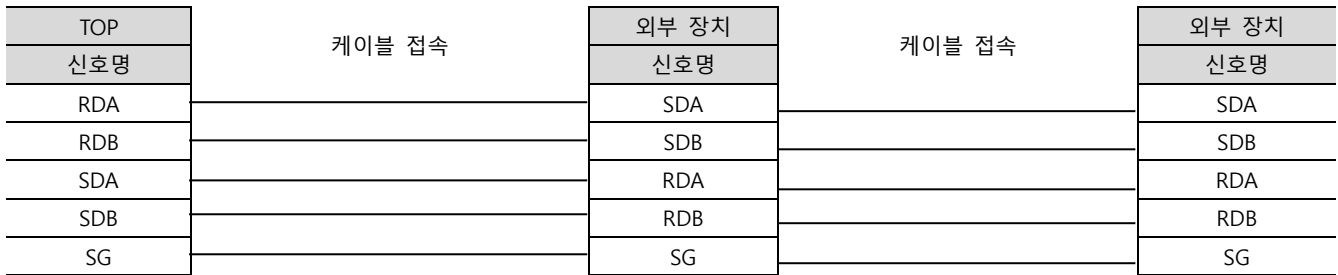 TOP 케이블 접속 외부 장치 케이블 접속 외부 장치
신호명 신호명 신호명
RDA SDA SDA
RDB SDB SDB
SDA RDA RDA
SDB RDB RDB
SG SG SG